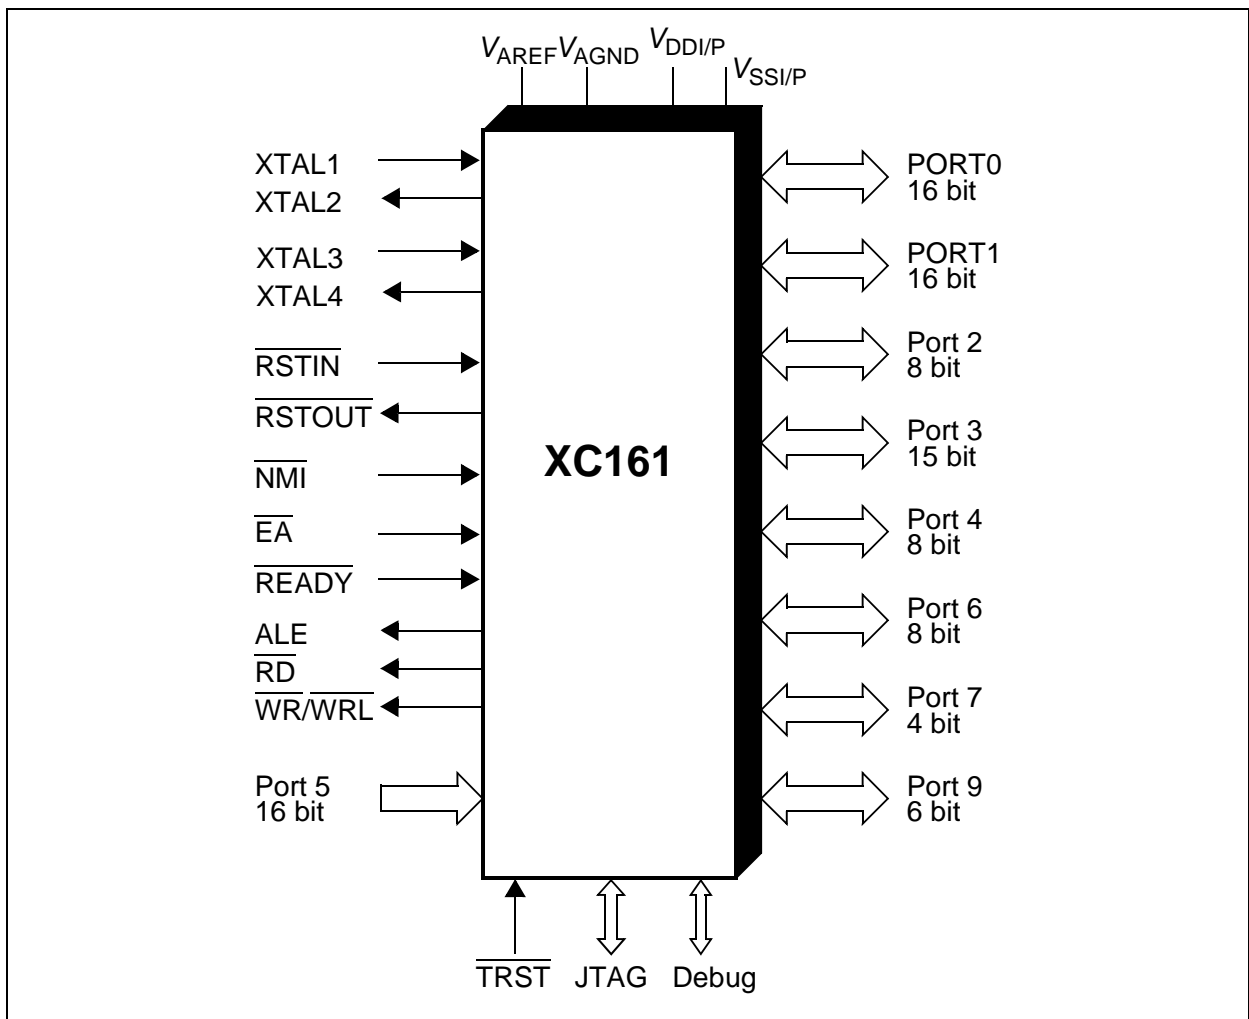 VAREF VAGND VDDI/P VSSI/P
XTAL1
XTAL2
XTAL3
XTAL4
RSTIN
RSTOUT
NMI
EA
READY
ALE
RD
WR/WRL
Port 5
16 bit
XC161
PORT0
16 bit
PORT1
16 bit
Port 2
8 bit
Port 3
15 bit
Port 4
8 bit
Port 6
8 bit
Port 7
4 bit
Port 9
6 bit
TRST JTAG Debug